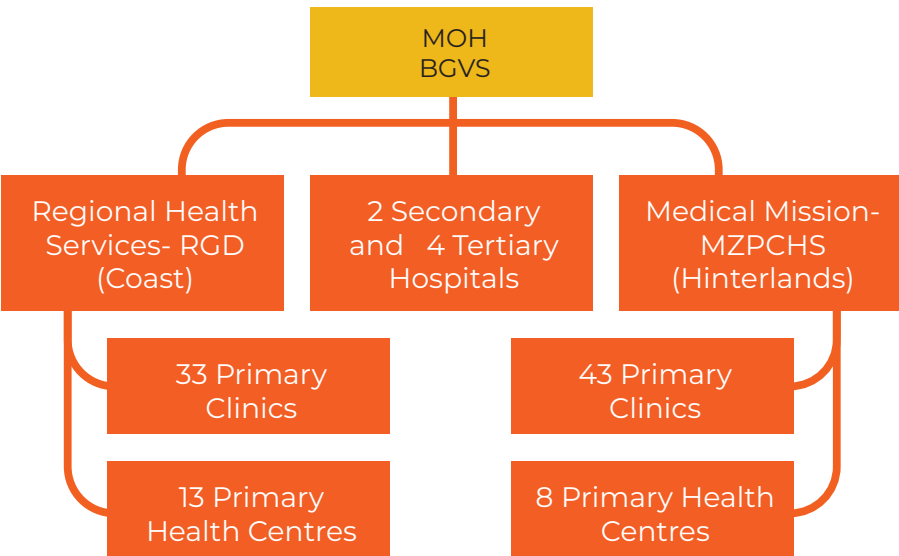 MOH
BGVS
Regional Health
Services- RGD
(Coast)
2 Secondary
and 4 Tertiary
Hospitals
Medical Mission-
MZPCHS
(Hinterlands)
33 Primary
Clinics
43 Primary
Clinics
13 Primary
Health Centres
8 Primary Health
Centres